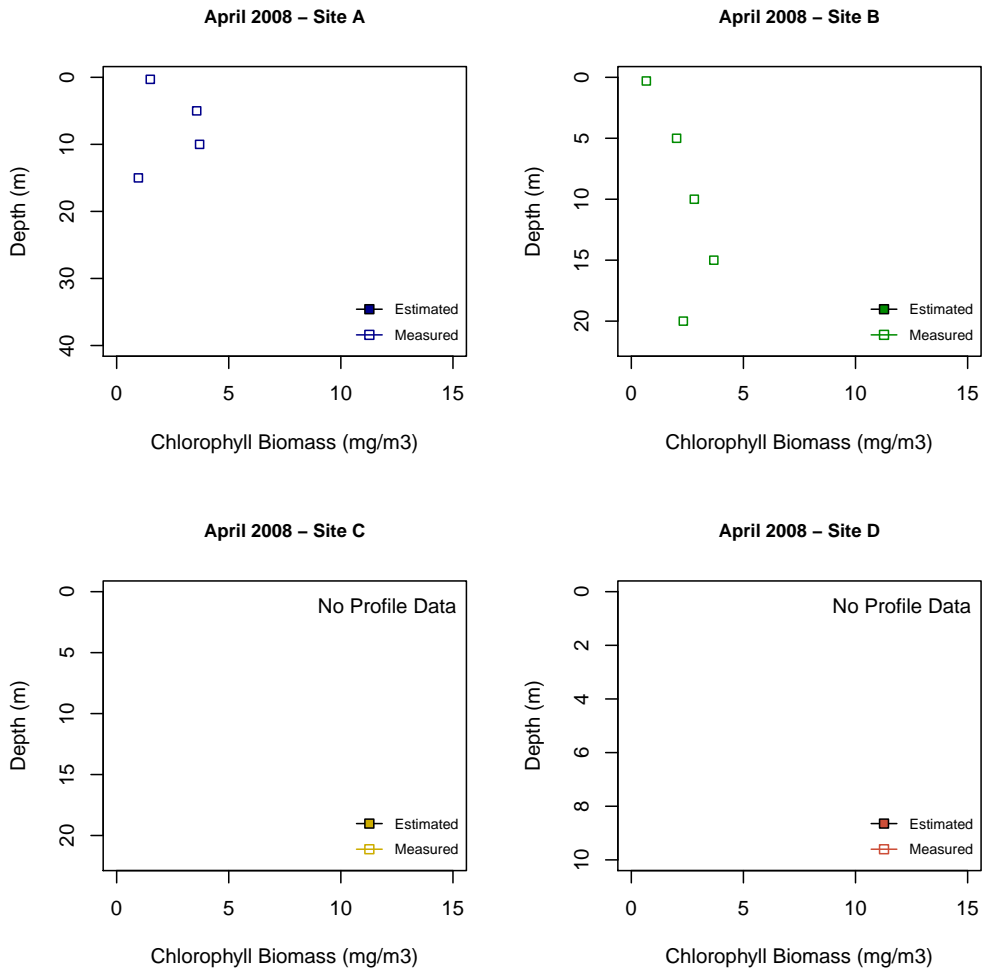 April 2008 – Site A
0
10
20
30
40
Depth (m)
Estimated
Measured
0 5 10 15
Chlorophyll Biomass (mg/m3)
April 2008 – Site B
0
5
10
15
20
Depth (m)
Estimated
Measured
0 5 10 15
Chlorophyll Biomass (mg/m3)
April 2008 – Site C
No Profile Data
0
5
10
15
20
Depth (m)
Estimated
Measured
0 5 10 15
Chlorophyll Biomass (mg/m3)
April 2008 – Site D
No Profile Data
0
2
4
6
8
10
Depth (m)
Estimated
Measured
0 5 10 15
Chlorophyll Biomass (mg/m3)